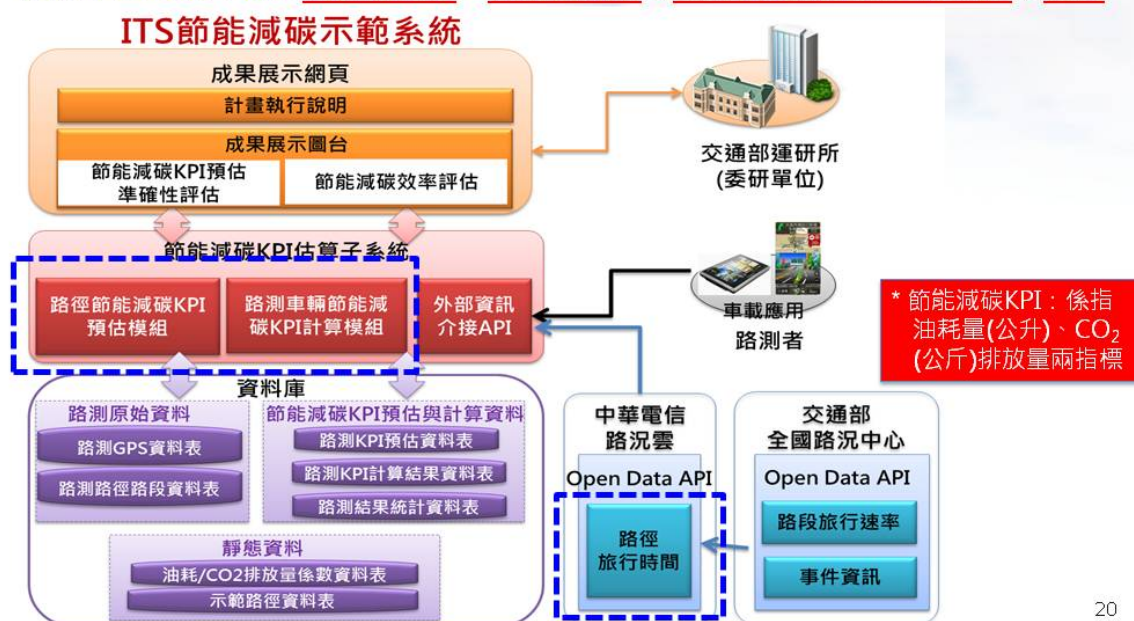 ITS節能減碳示範系統
成果展示網頁
計畫執行說明
成果展示圖台
節能減碳KPI預估
準確性評估
節能減碳效率評估
交通部運研所
(委研單位)
節能減碳KPI估算子系統
路徑節能減碳KPI
預估模組
路測車輛節能減
碳KPI計算模組
外部資訊
介接API
車載應用
路測者
* 節能減碳KPI：係指
油耗量(公升)、CO2
(公斤)排放量兩指標
資料庫
路測原始資料
路測GPS資料表
路測路徑路段資料表
節能減碳KPI預估與計算資料
路測KPI預估資料表
路測KPI計算結果資料表
路測結果統計資料表
靜態資料
油耗/CO2排放量係數資料表
示範路徑資料表
中華電信
路況雲
Open Data API
路徑
旅行時間
交通部
全國路況中心
Open Data API
路段旅行速率
事件資訊
20